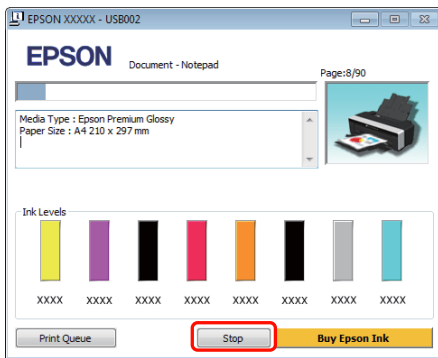 EPSON XXXXX - USB002
EPSON
Document - Notepad
Page:8/90
Media Type : Epson Premium Glossy
Paper Size : A4 210 x 297 mm
Ink Levels
XXXX XXXX XXXX XXXX XXXX XXXX XXXX XXXX
Print Queue Stop Buy Epson Ink